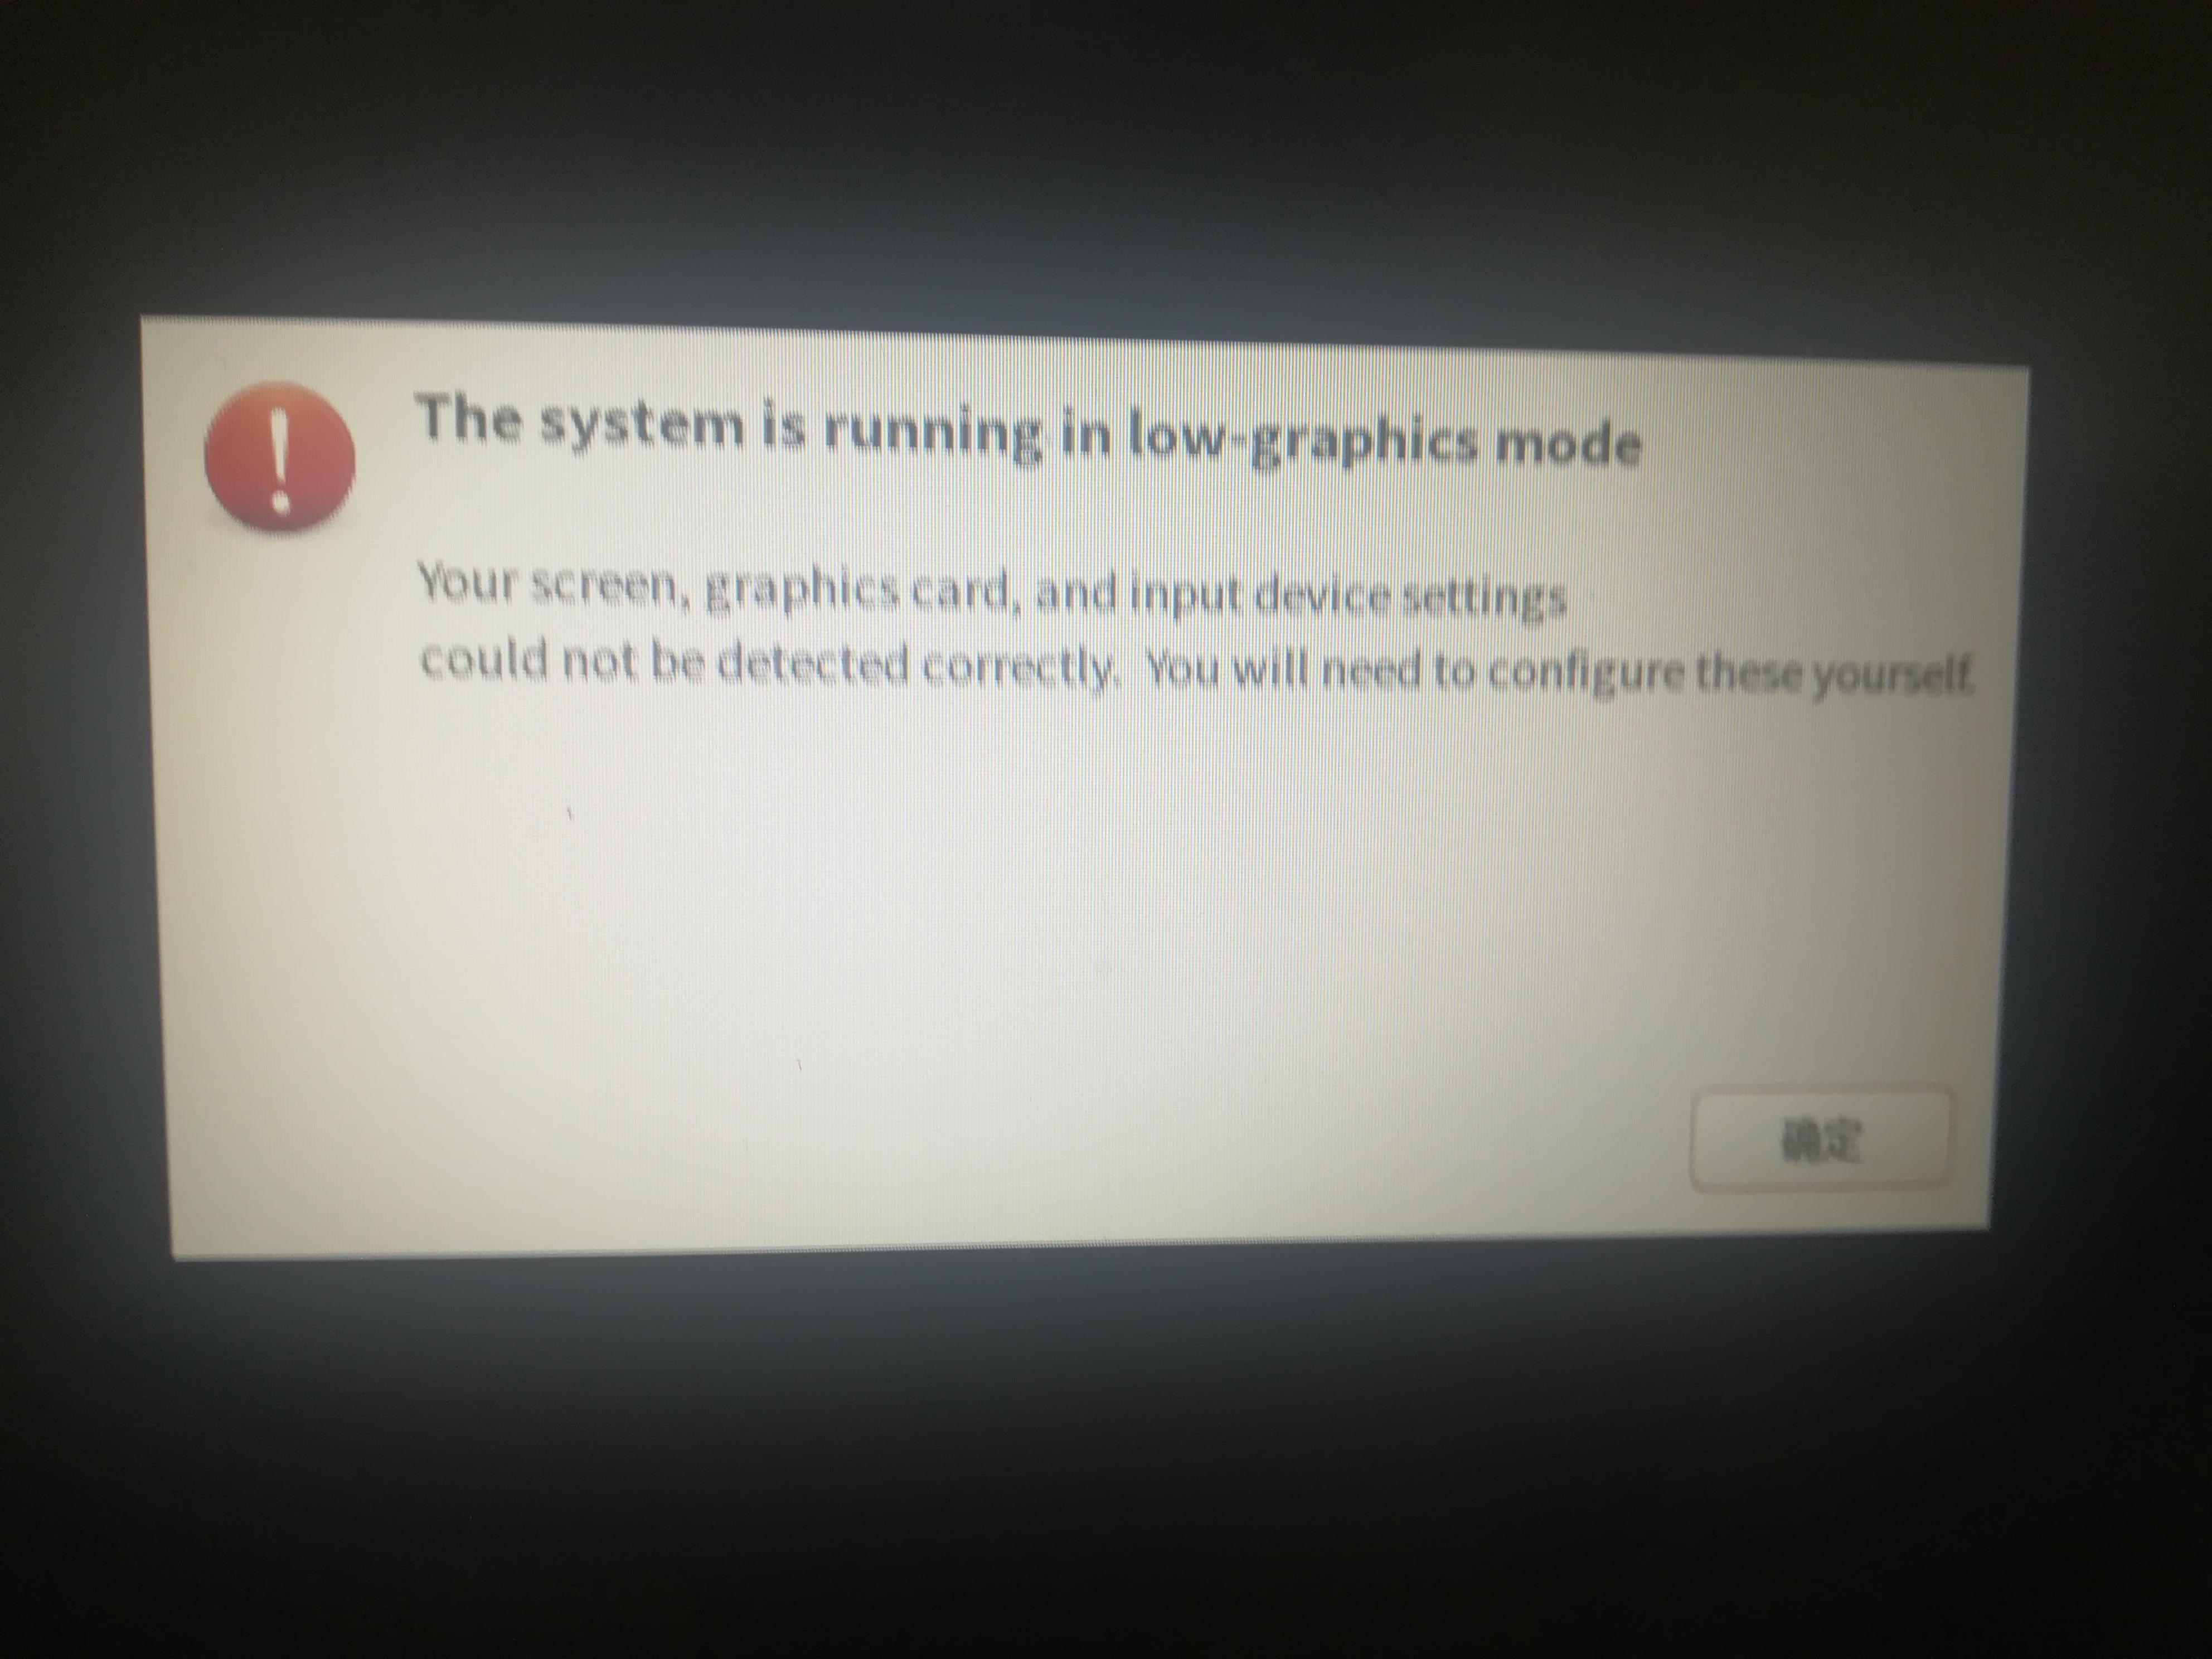 The system is running in low-graphics mode
Your screen, graphics card, and input device settings
could not be detected correctly. You will need to configure these yourself.
确定